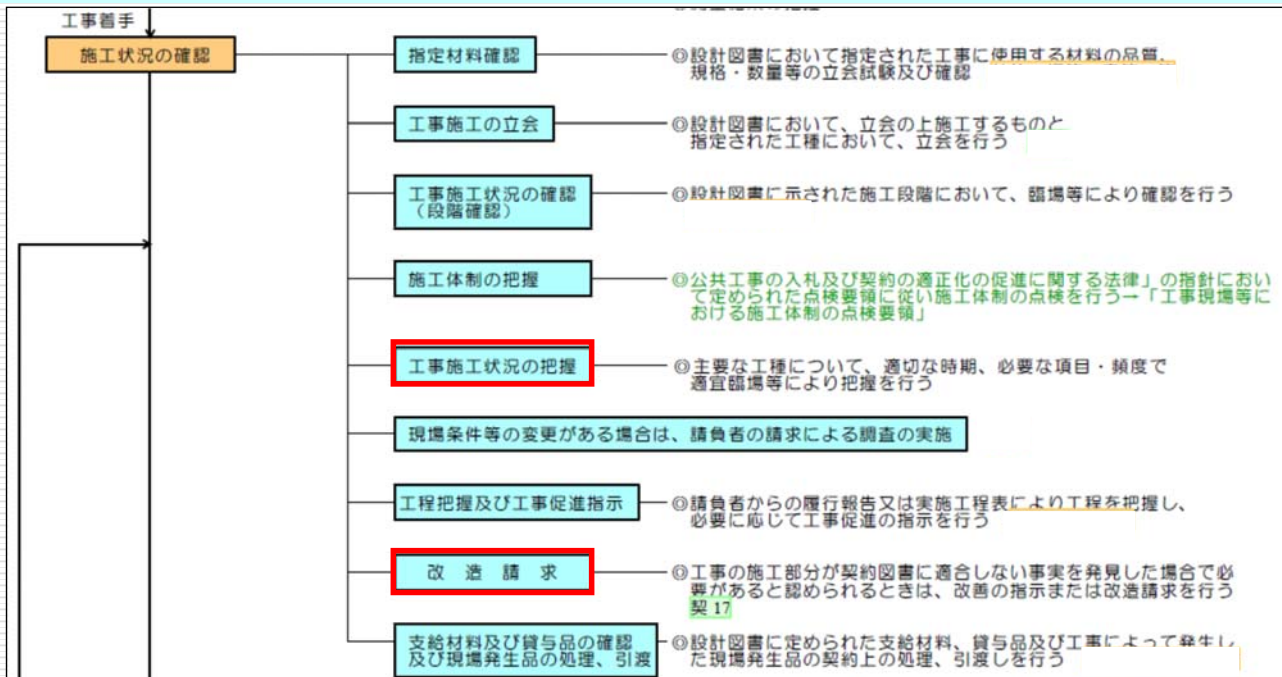 工事着手
施工状況の確認
指定材料確認
◎設計図書において指定された工事に使用する材料の品質、
規格・数量等の立会試験及び確認
工事施工の立会
◎設計図書において、立会の上施工するものと
指定された工種において、立会を行う
工事施工状況の確認
(段階確認)
◎設計図書に示された施工段階において、臨場等により確認を行う
施工体制の把握
◎公共工事の入札及び契約の適正化の促進に関する法律」の指針におい
て定められた点検要領に従い施工体制の点検を行う→「工事現場等に
おける施工体制の点検要領」
工事施工状況の把握
◎主要な工種について、適切な時期、必要な項目・頻度で
適宜臨場等により把握を行う
現場条件等の変更がある場合は、請負者の請求による調査の実施
工程把握及び工事促進指示
◎請負者からの履行報告又は実施工程表により工程を把握し、
必要に応じて工事促進の指示を行う
改 造 請 求
◎工事の施工部分が契約図書に適合しない事実を発見した場合で必
要があると認められるときは、改善の指示または改造請求を行う
契 17
支給材料及び貸与品の確認
及び現場発生品の処理、引渡
◎設計図書に定められた支給材料、貸与品及び工事によって発生し
た現場発生品の契約上の処理、引渡しを行う